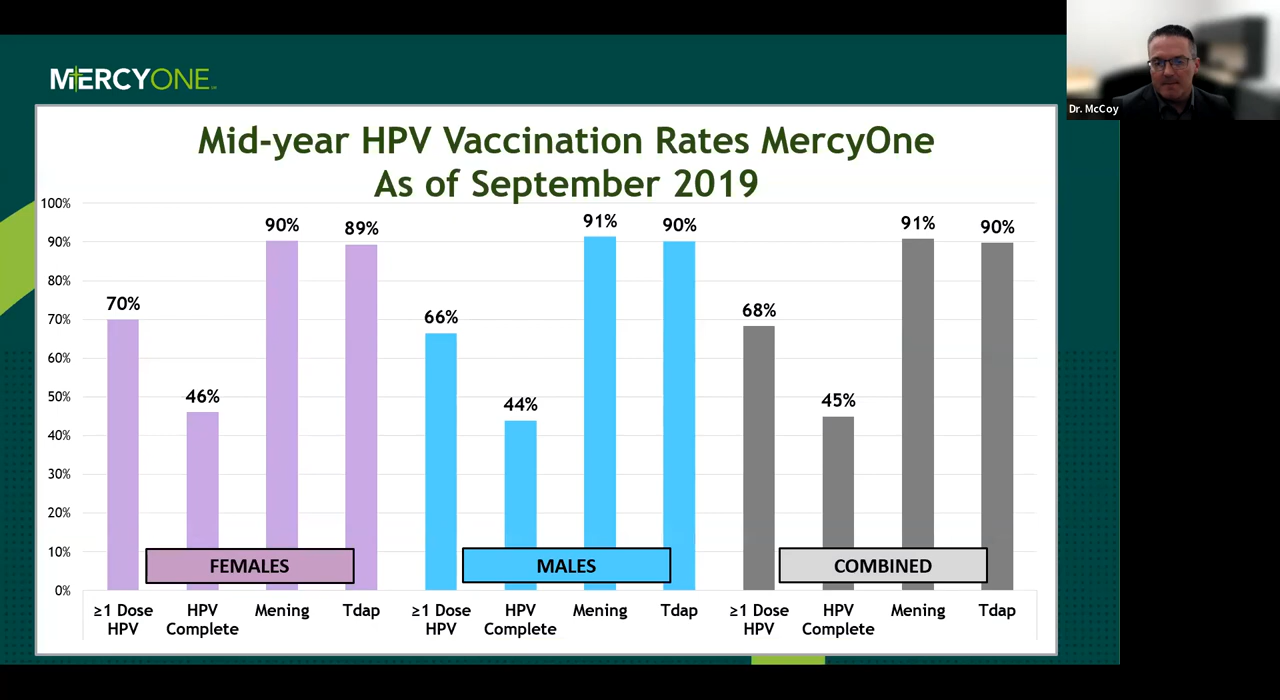 MERCYONE
Dr. McCoy
Mid-year HPV Vaccination Rates MercyOne
As of September 2019
100%
90%
80%
70%
60%
50%
40%
30%
20%
10%
0%
70%
46%
90%
89%
66%
44%
91%
90%
68%
45%
91%
90%
FEMALES
MALES
COMBINED
≥1 Dose HPV
HPV Complete
Mening
Tdap
≥1 Dose HPV
HPV Complete
Mening
Tdap
≥1 Dose HPV
HPV Complete
Mening
Tdap